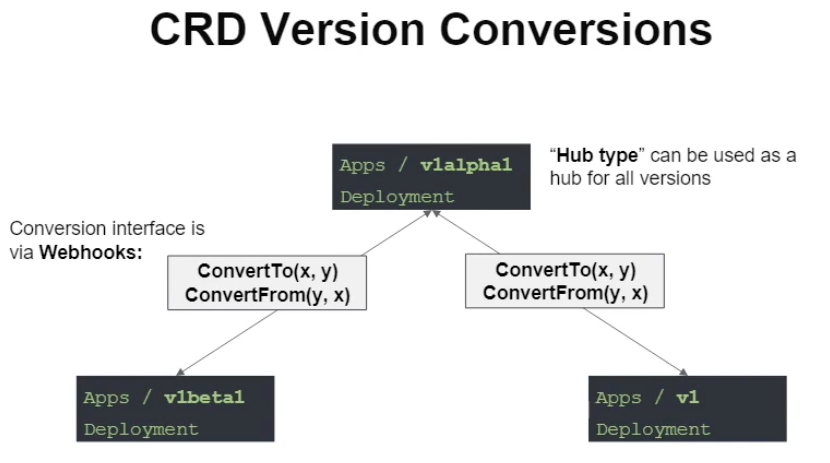 CRD Version Conversions
Apps / v1alpha1
Deployment
“Hub type” can be used as a
hub for all versions
Conversion interface is
via Webhooks:
ConvertTo(x, y)
ConvertFrom(y, x)
ConvertTo(x, y)
ConvertFrom(y, x)
Apps / v1beta1
Deployment
Apps / v1
Deployment